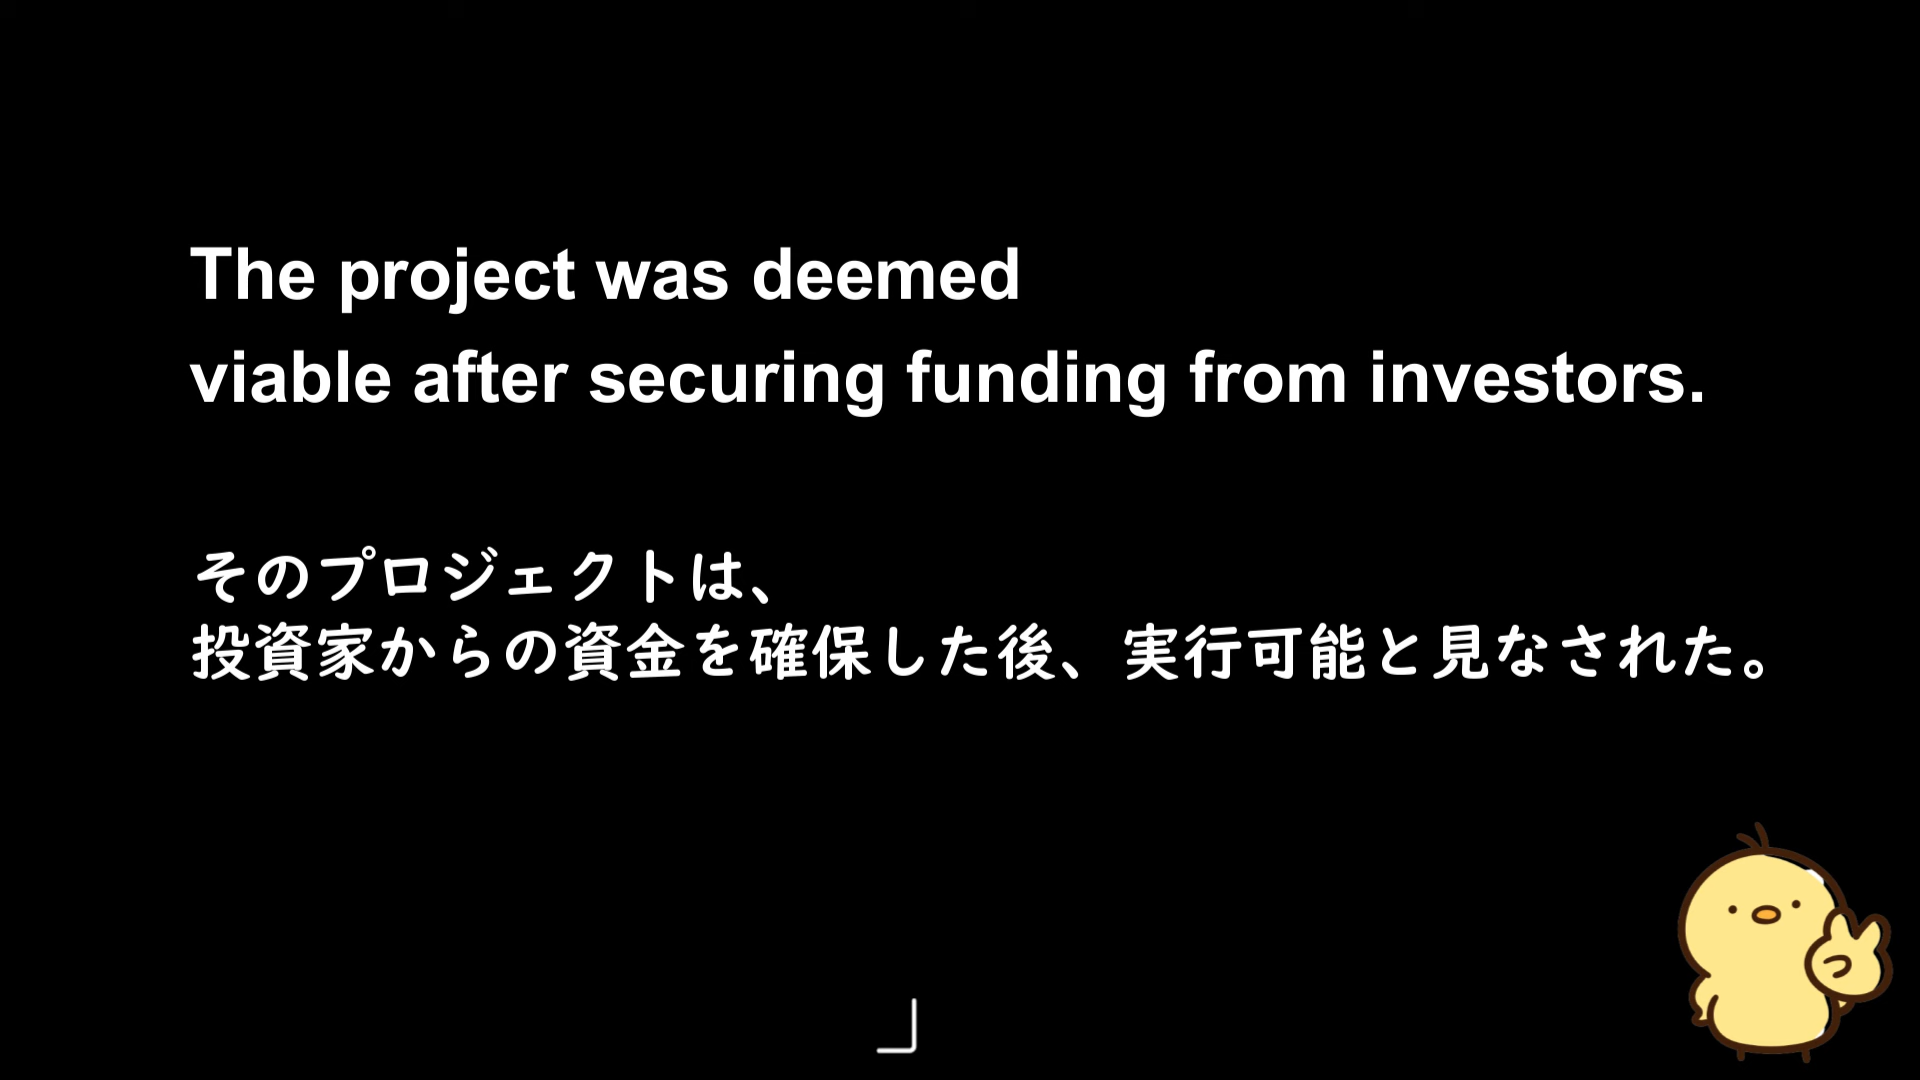 The project was deemed
viable after securing funding from investors.
そのプロジェクトは、
投資家からの資金を確保した後、実行可能と見なされた。
」